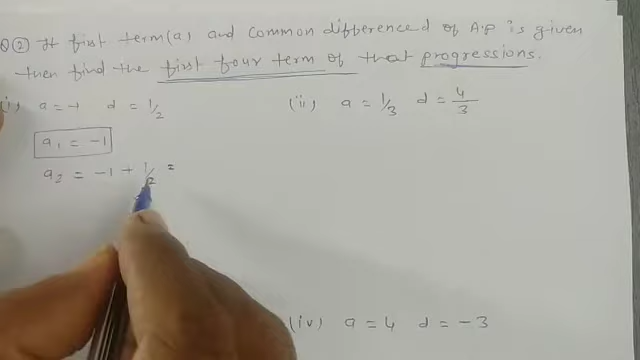 Q② If first term(a) and common difference d of A.P is given
then find the first four term of that progressions.
(i) a = -1 d = 1/2
(ii) a = 1/3 d = 4/3
a₁ = -1
a₂ = -1 + 1/2 =
(iv) a = 4 d = -3